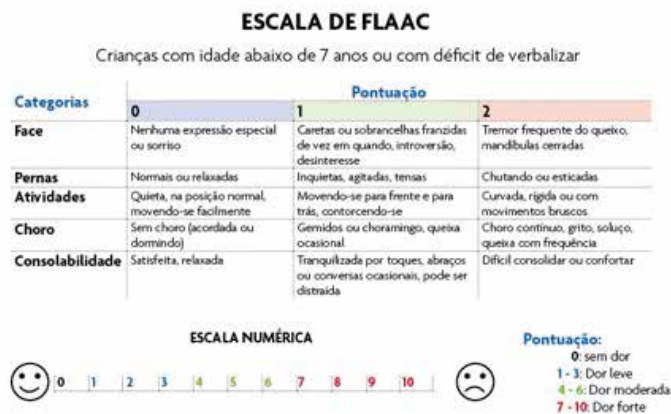 ESCALA DE FLAAC
Crianças com idade abaixo de 7 anos ou com déficit de verbalizar
Categorias
Pontuação
0
1
2
Face
Nenhuma expressão especial
ou sorriso
Caretas ou sobrancelhas franzidas
de vez em quando, introversão,
desinteresse
Tremor frequente do queixo,
mandíbulas cerradas
Pernas
Normais ou relaxadas
Inquietas, agitadas, tensas
Chutando ou esticadas
Atividades
Quieta, na posição normal,
movendo-se facilmente
Movendo-se para frente e para
trás, contorcendo-se
Curvada, rígida ou com
movimentos bruscos
Choro
Sem choro (acordada ou
dormindo)
Gemidos ou choramingo, queixa
ocasional
Choro contínuo, grito, soluço,
queixa com frequência
Consolabilidade
Satisfeita, relaxada
Tranquilizada por toques, abraços
ou conversas ocasionais, pode ser
distraída
Difícil consolidar ou confortar
ESCALA NUMÉRICA
0 1 2 3 4 5 6 7 8 9 10
Pontuação:
0: sem dor
1 - 3: Dor leve
4 - 6: Dor moderada
7 - 10: Dor forte